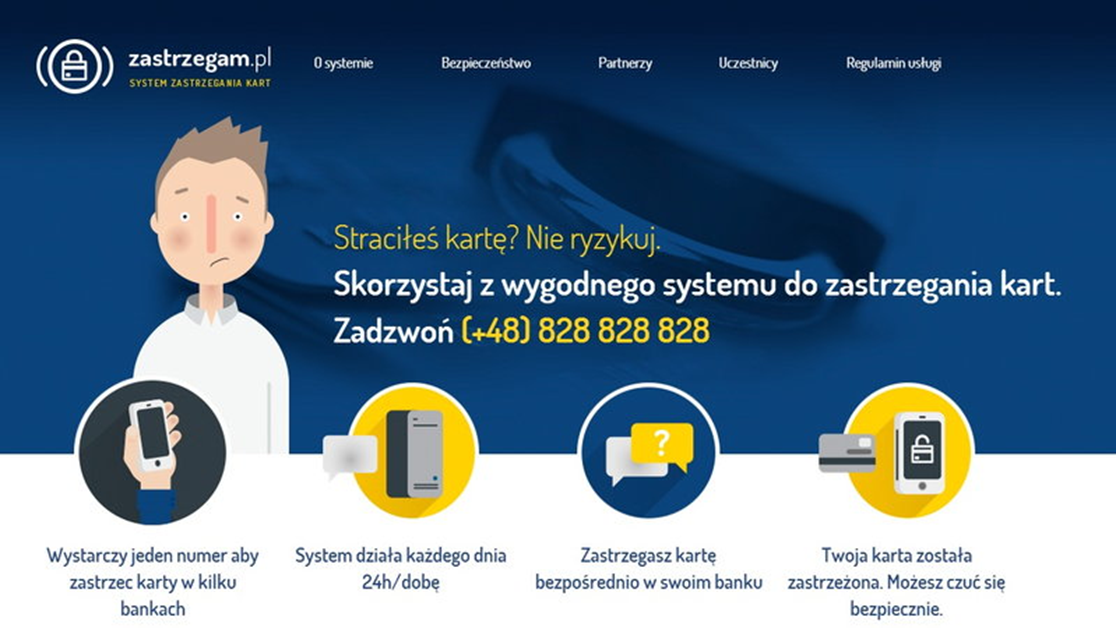 zastrzegam.pl
SYSTEM ZASTRZEGANIA KART
O systemie
Bezpieczeństwo
Partnerzy
Uczestnicy
Regulamin usługi
Straciłeś kartę? Nie ryzykuj.
Skorzystaj z wygodnego systemu do zastrzegania kart.
Zadzwoń (+48) 828 828 828
?
Wystarczy jeden numer aby
zastrzec karty w kilku
bankach
System działa każdego dnia
24h/dobę
Zastrzegasz kartę
bezpośrednio w swoim banku
Twoja karta została
zastrzeżona. Możesz czuć się
bezpiecznie.